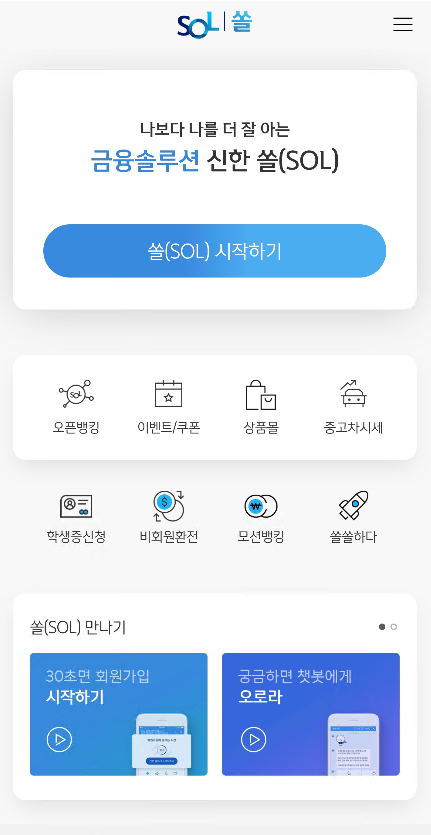 SOL 쏠
나보다 나를 더 잘 아는
금융솔루션 신한 쏠(SOL)
쏠(SOL) 시작하기
SOL
오픈뱅킹 이벤트/쿠폰 상품몰 중고차시세
$ ₩
학생증신청 비회원환전 모션뱅킹 쏠쏠하다
쏠(SOL) 만나기
30초면 회원가입
시작하기
궁금하면 챗봇에게
오로라